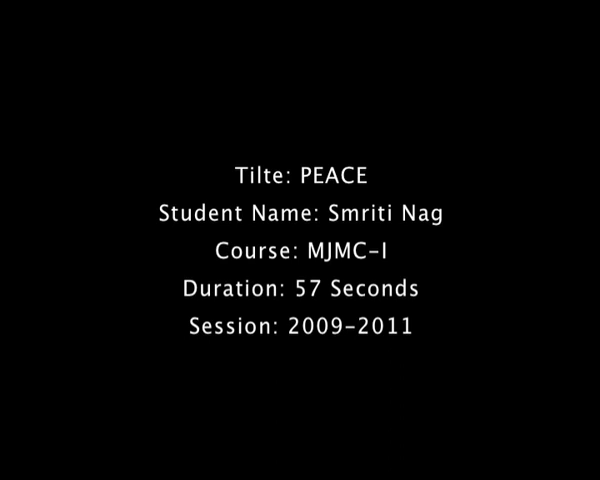 Tilte: PEACE
Student Name: Smriti Nag
Course: MJMC-I
Duration: 57 Seconds
Session: 2009-2011